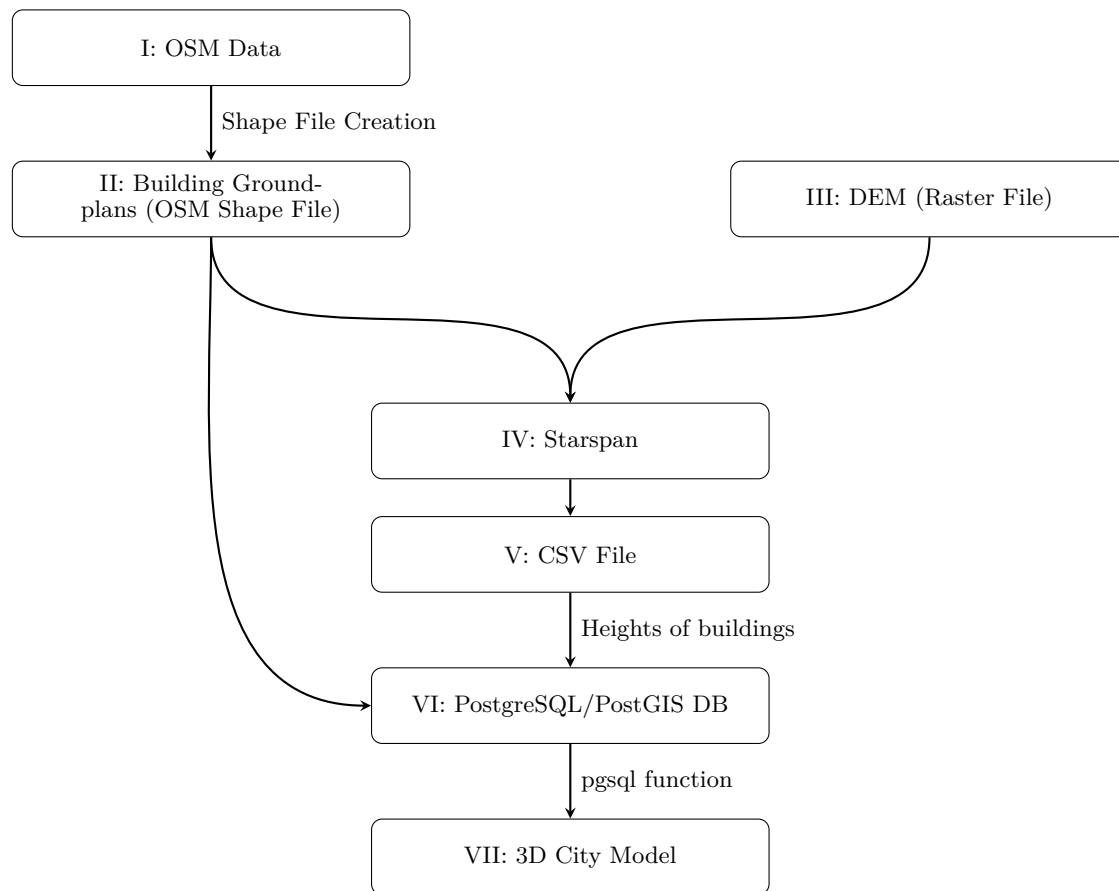 I: OSM Data
Shape File Creation
II: Building Ground-
plans (OSM Shape File)
III: DEM (Raster File)
IV: Starspan
V: CSV File
Heights of buildings
VI: PostgreSQL/PostGIS DB
pgsql function
VII: 3D City Model